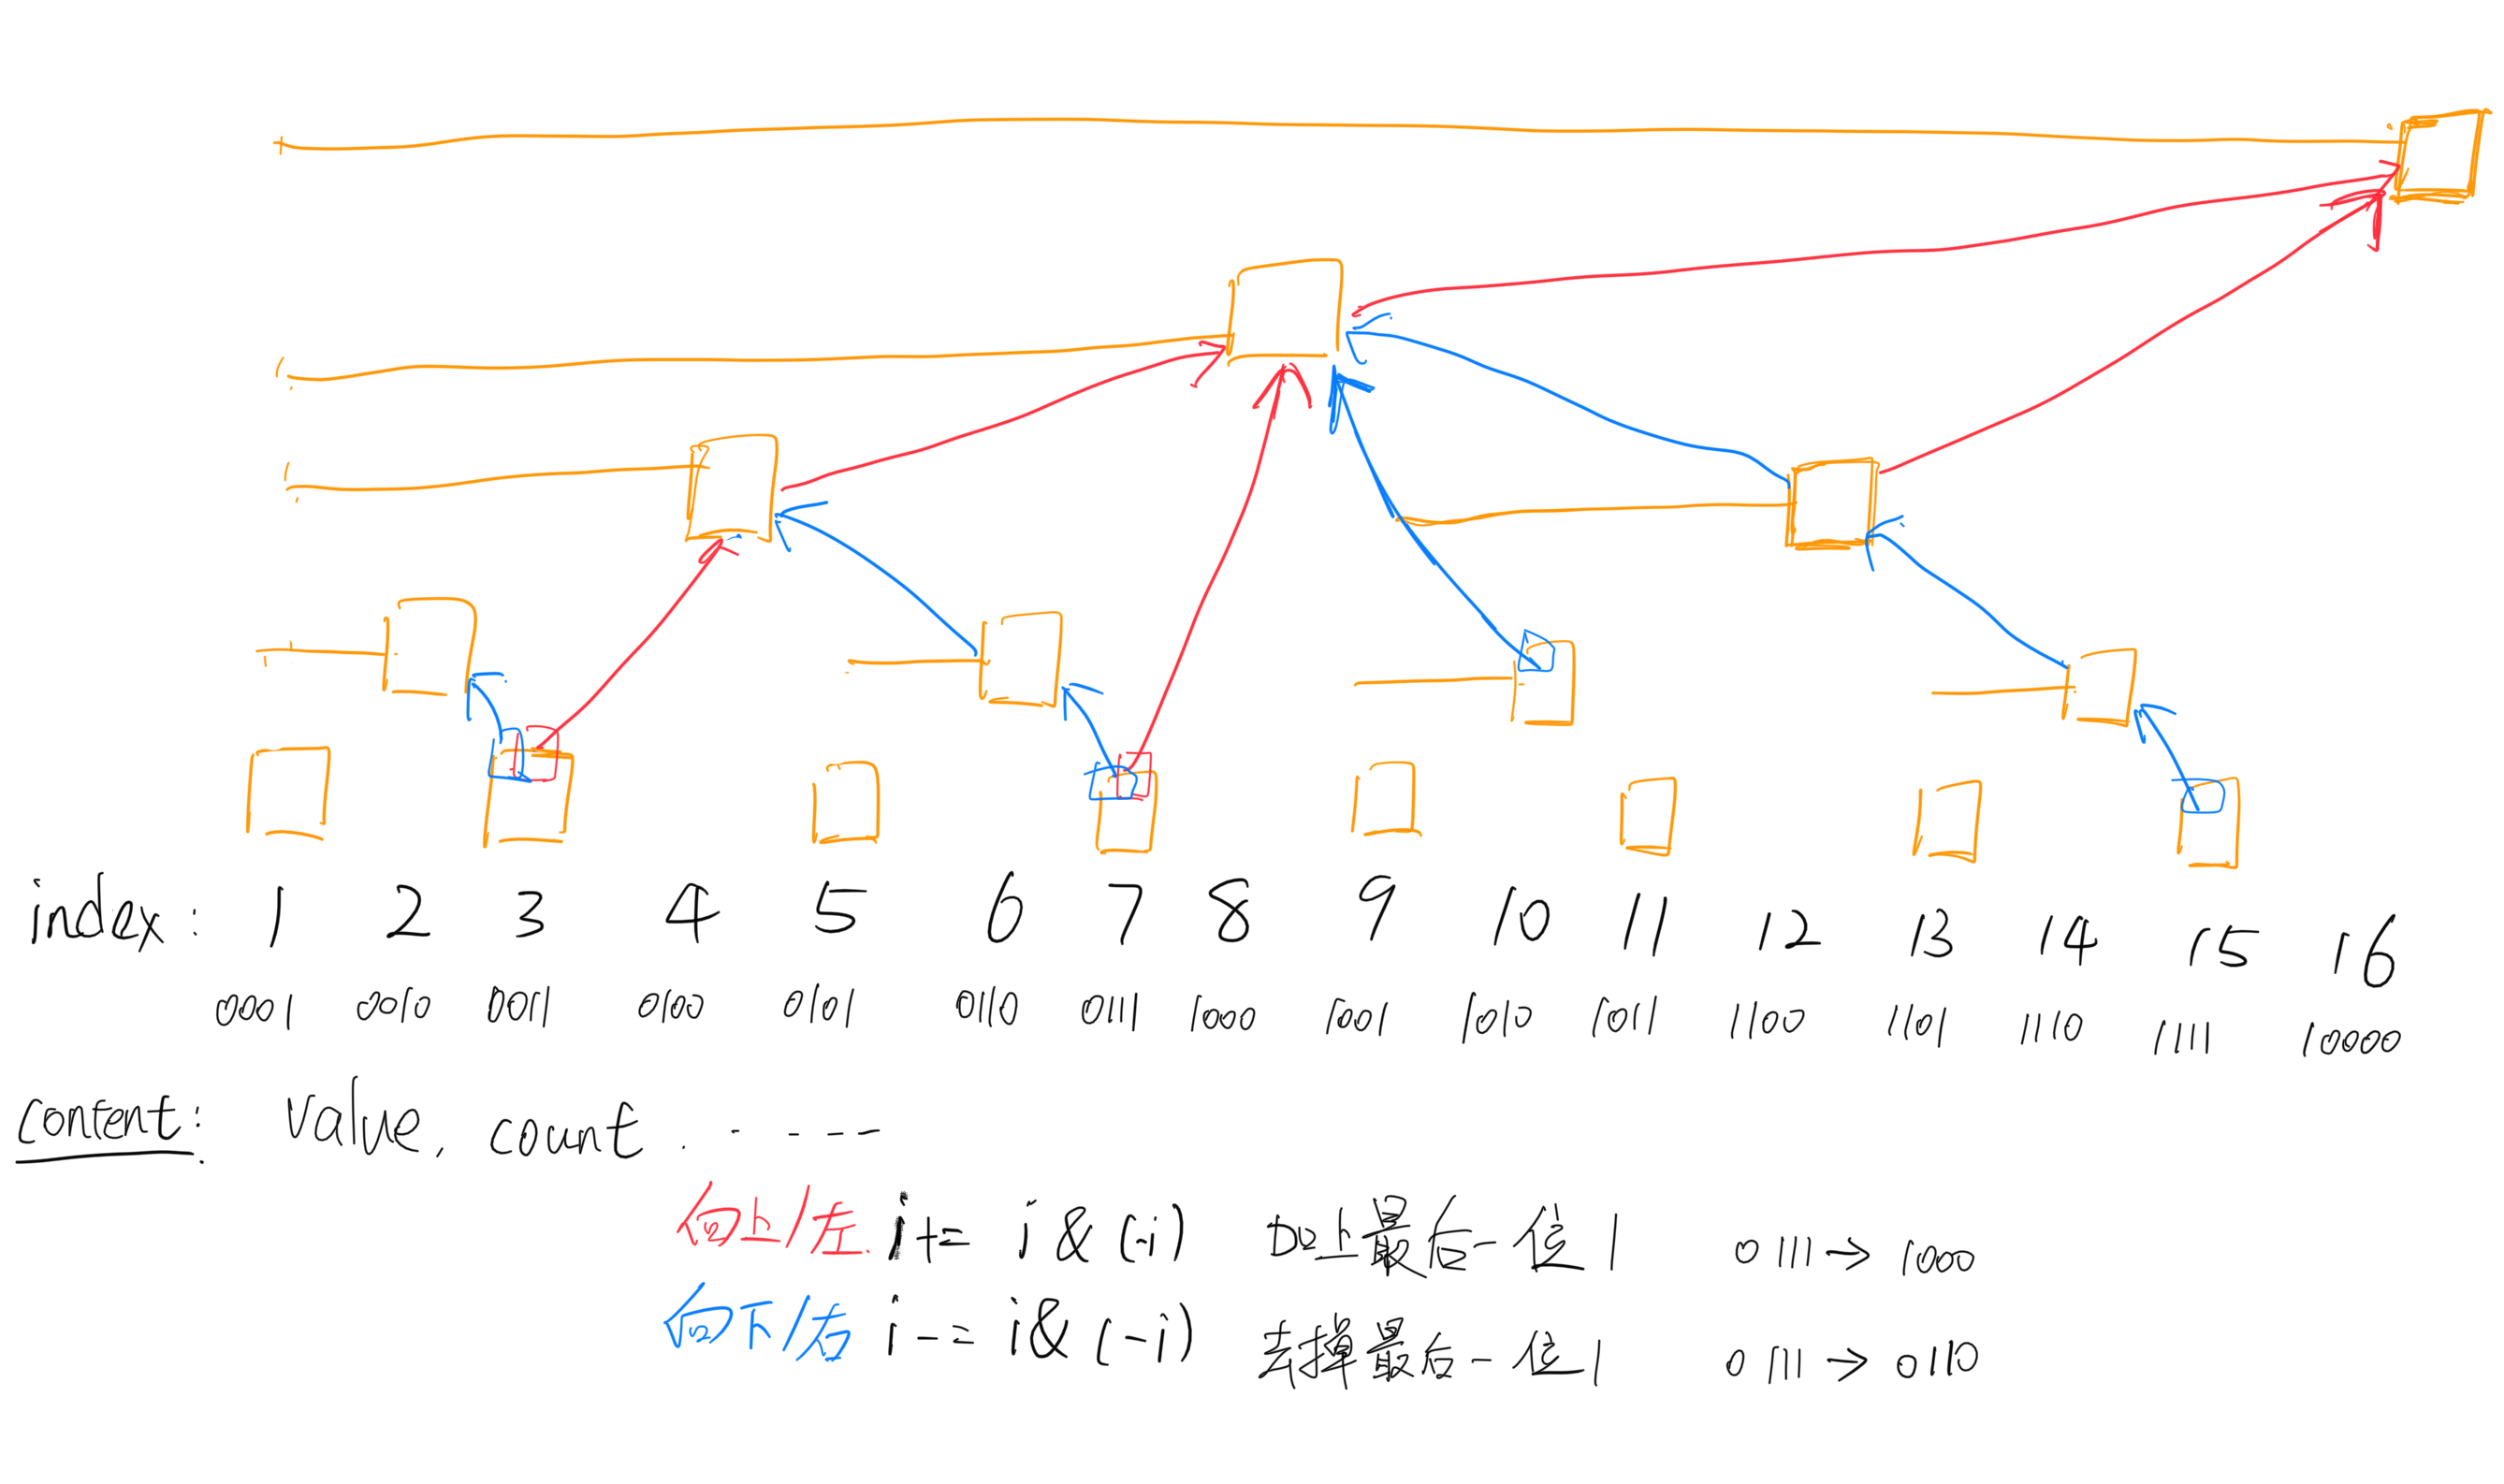 index: 1 2 3 4 5 6 7 8 9 10 11 12 13 14 15 16
0001 0010 0011 0100 0101 0110 0111 1000 1001 1010 1011 1100 1101 1110 1111 10000
content: Value, count. - - - - -
向上/左. i+= i&(-i) 加上最后一位1 0111→1000
向下/右 i-= i&(-i) 去掉最后一位1 0111→0110